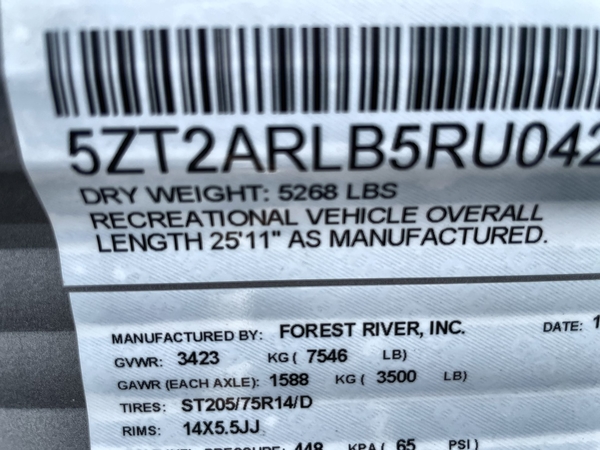 5ZT2ARLB5RU042
DRY WEIGHT: 5268 LBS
RECREATIONAL VEHICLE OVERALL
LENGTH 25'11" AS MANUFACTURED.
MANUFACTURED BY: FOREST RIVER, INC. DATE: 1
GVWR: 3423 KG ( 7546 LB)
GAWR (EACH AXLE): 1588 KG ( 3500 LB)
TIRES: ST205/75R14/D
RIMS: 14X5.5JJ
PRESSURE: 448 KPA ( 65 PSI )